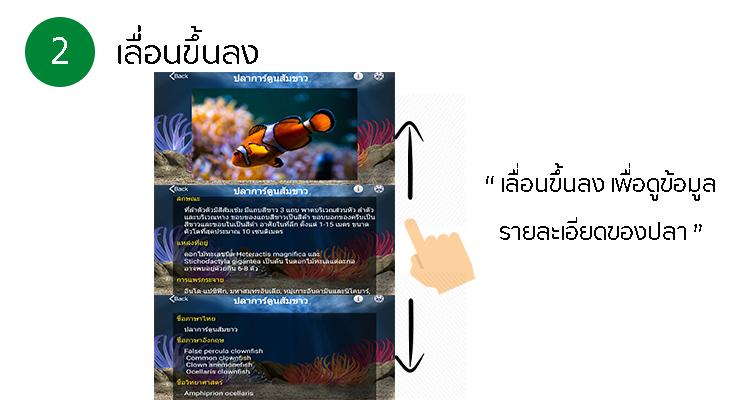 2
เลื่อนขึ้นลง
Back
ปลาการ์ตูนส้มขาว
Back
ปลาการ์ตูนส้มขาว
ลักษณะ
ที่ลำตัวตัวมีสีส้มเข้ม มีแถบสีขาว 3 แถบ พาดบริเวณส่วนหัว ลำตัว
และบริเวณหาง ขอบของแถบสีขาวเป็นสีดำ ขอบนอกของครีบเป็น
สีขาวและขอบในเป็นสีดำ อาศัยในที่ลึก ตั้งแต่ 1-15 เมตร ขนาด
ตัวโตที่สุดประมาณ 10 เซนติเมตร
แหล่งที่อยู่
ดอกไม้ทะเลชนิด Heteractis magnifica และ
Stichodactyla gigantea เป็นต้น ในดอกไม้ทะเลแต่ละกอ
อาจพบอยู่ด้วยกัน 6-8 ตัว
การแพร่กระจาย
อินโด-แปซิฟิก, มหาสมุทรอินเดีย, หมู่เกาะอันดามันและนิโคบาร์,
Back
ปลาการ์ตูนส้มขาว
ชื่อภาษาไทย
ปลาการ์ตูนส้มขาว
ชื่อภาษาอังกฤษ
False percula clownfish
Common clownfish
Clown anemonefish
Ocellaris clownfish
ชื่อวิทยาศาสตร์
Amphiprion ocellaris
“ เลื่อนขึ้นลง เพื่อดูข้อมูล
รายละเอียดของปลา ”